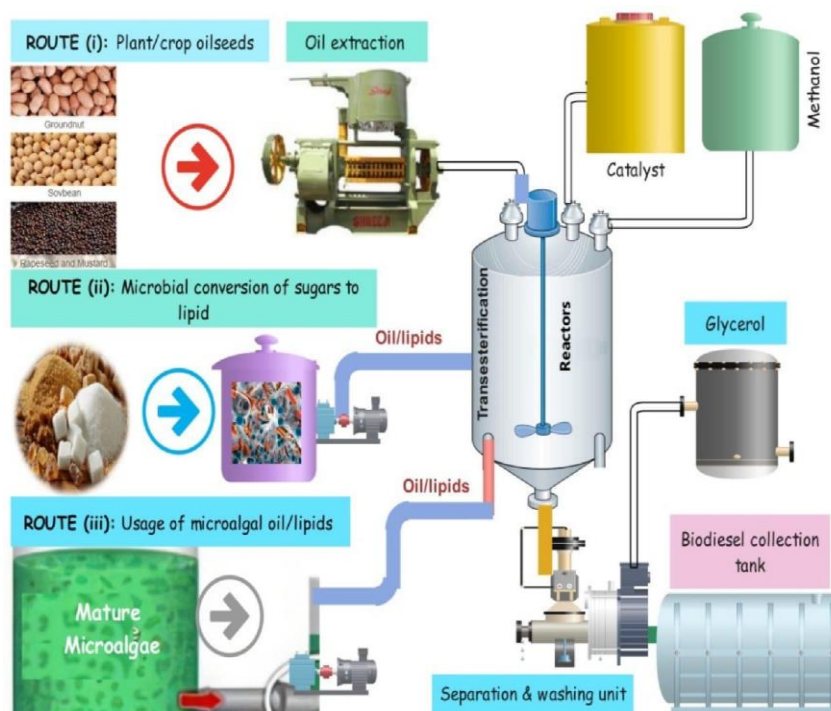 ROUTE (i): Plant/crop oilseeds
Oil extraction
Groundnut
Soybean
Rapeseed and Mustard
Catalyst
Methanol
ROUTE (ii): Microbial conversion of sugars to
lipid
Oil/lipids
Transesterification
Reactors
Glycerol
Oil/lipids
ROUTE (iii): Usage of microalgal oil/lipids
Mature
Microalgae
Biodiesel collection
tank
Separation & washing unit